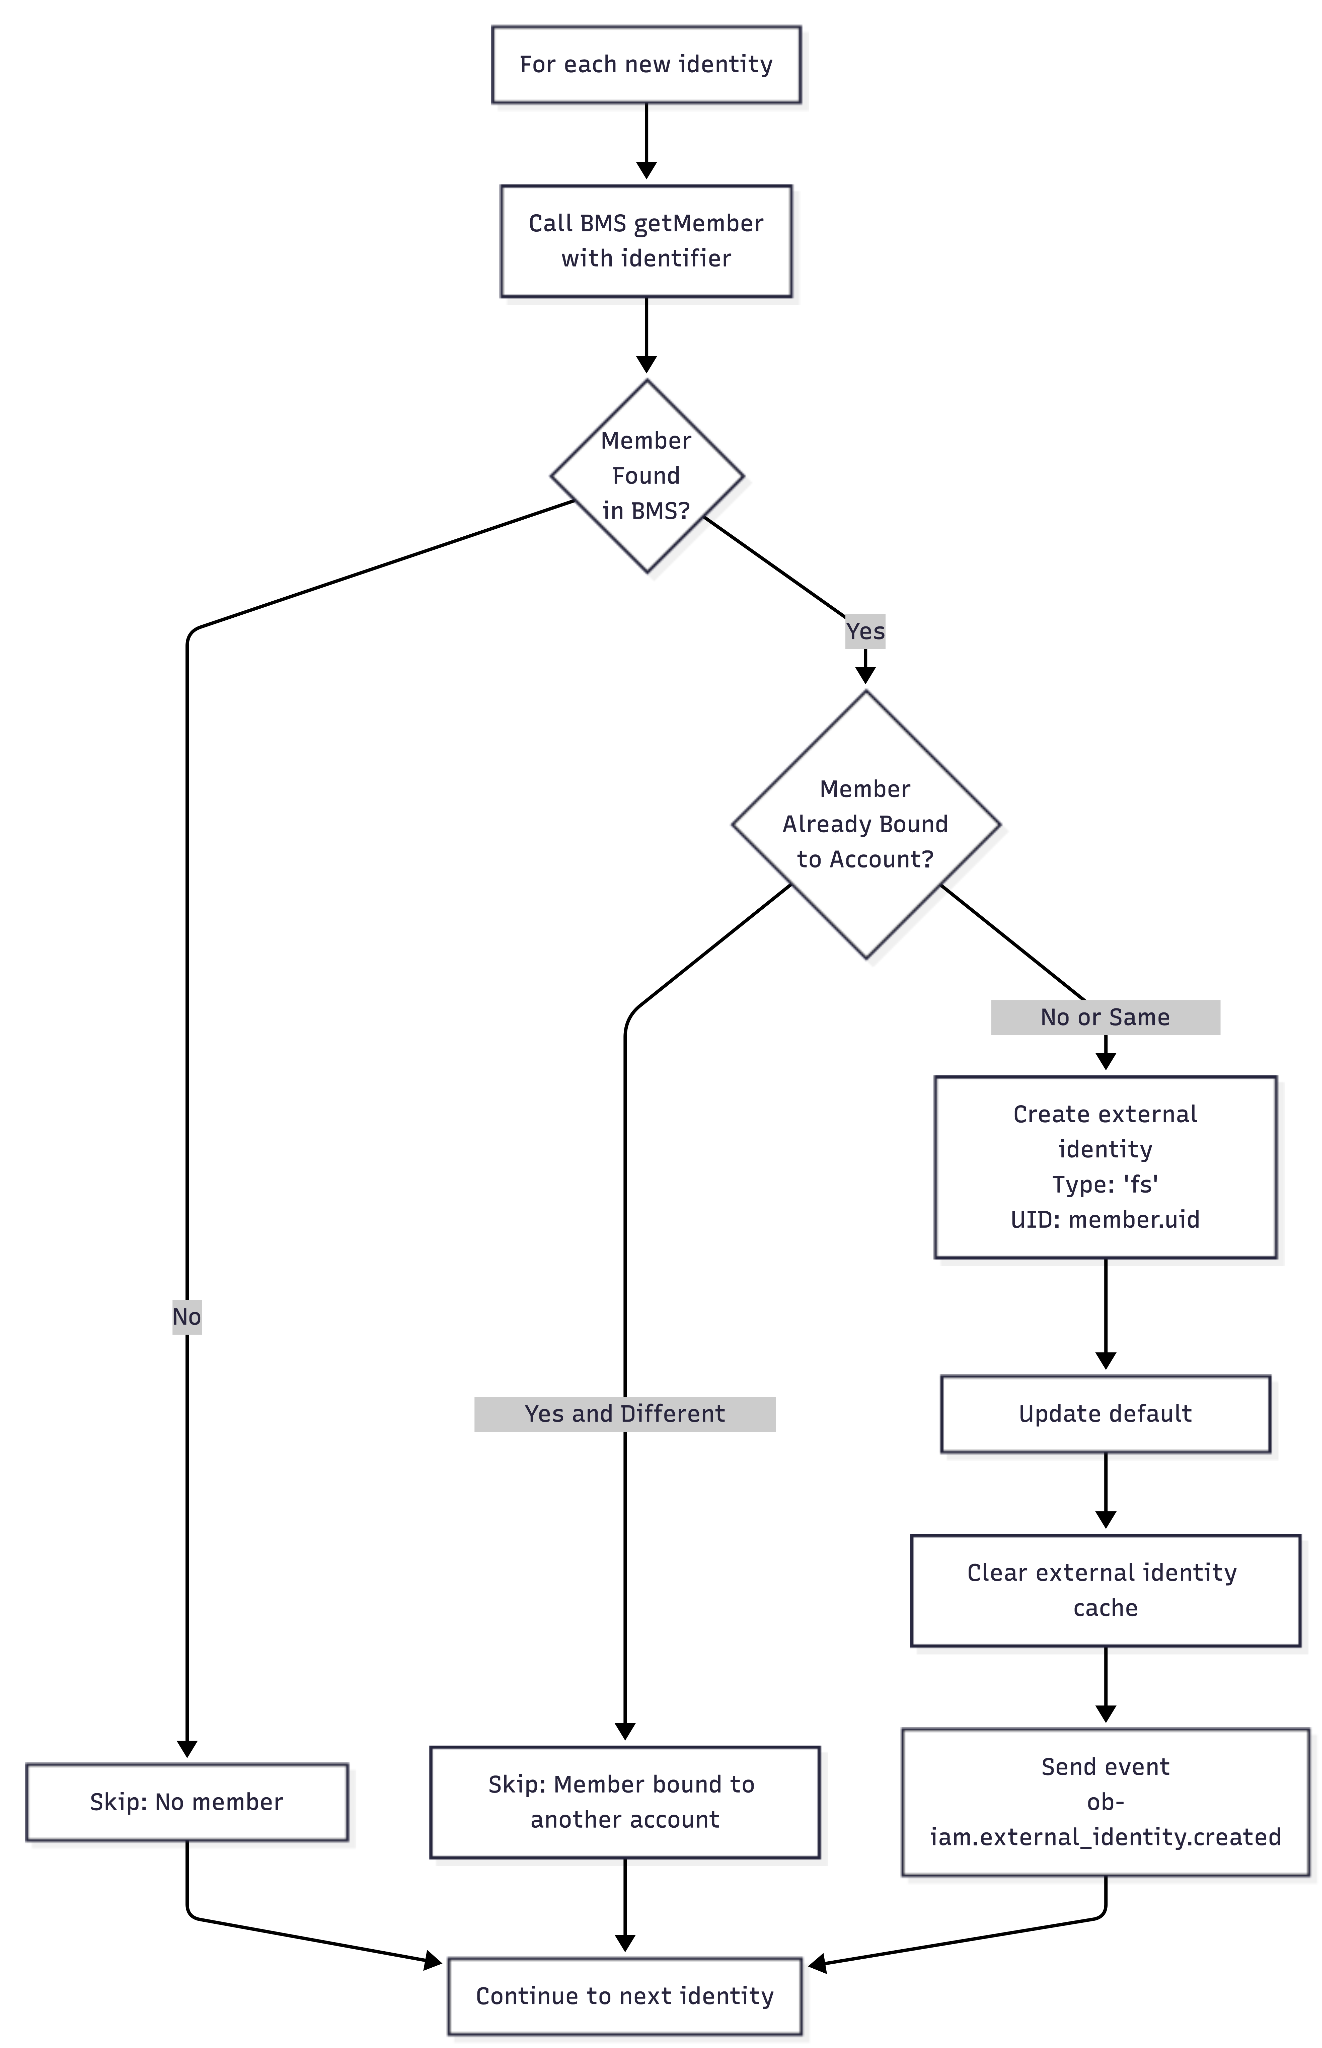 For each new identity
Call BMS getMember
with identifier
Member
Found
in BMS?
Yes
Member
Already Bound
to Account?
No or Same
Create external
identity
Type: 'fs'
UID: member.uid
No
Yes and Different
Update default
Clear external identity
cache
Skip: No member
Skip: Member bound to
another account
Send event
ob-
iam.external_identity.created
Continue to next identity